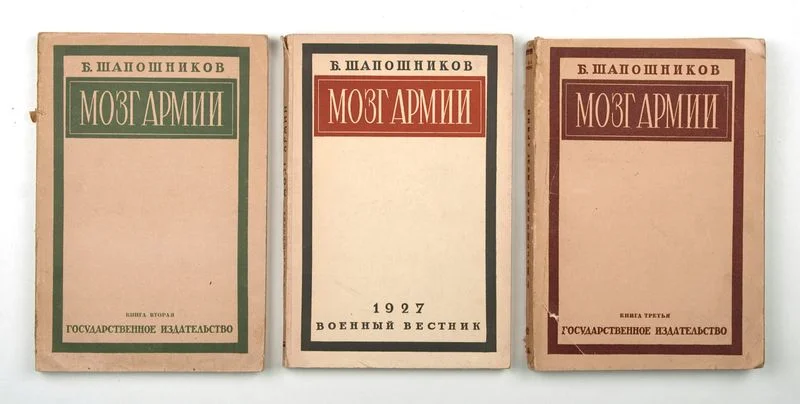 Б. ШАПОШНИКОВ
МОЗГ АРМИИ
КНИГА ВТОРАЯ
ГОСУДАРСТВЕННОЕ ИЗДАТЕЛЬСТВО
Б. ШАПОШНИКОВ
МОЗГ АРМИИ
1927
ВОЕННЫЙ ВЕСТНИК
Б. ШАПОШНИКОВ
МОЗГ АРМИИ
КНИГА ТРЕТЬЯ
ГОСУДАРСТВЕННОЕ ИЗДАТЕЛЬСТВО